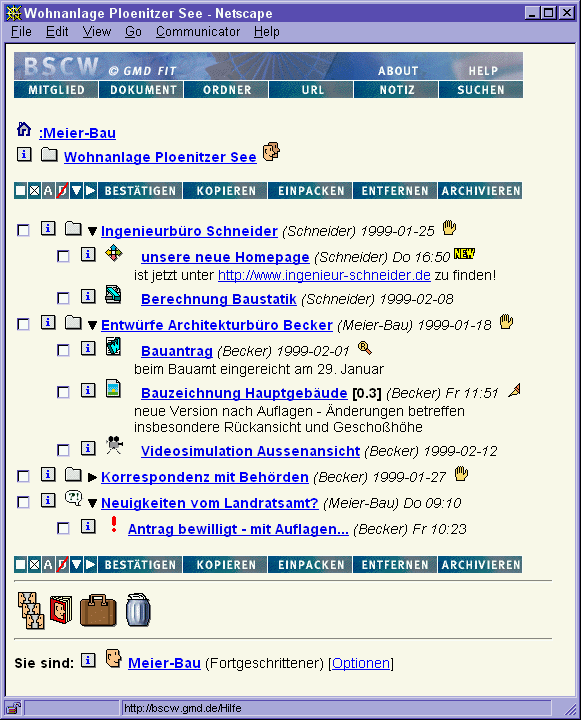 Wohnanlage Ploenitzer See - Netscape
File Edit View Go Communicator Help
BSCW © GMD FIT ABOUT HELP
MITGLIED DOKUMENT ORDNER URL NOTIZ SUCHEN
:Meier-Bau
Wohnanlage Ploenitzer See
A BESTÄTIGEN KOPIEREN EINPACKEN ENTFERNEN ARCHIVIEREN
Ingenieurbüro Schneider (Schneider) 1999-01-25
unsere neue Homepage (Schneider) Do 16:50 NEW
ist jetzt unter http://www.ingenieur-schneider.de zu finden!
Berechnung Baustatik (Schneider) 1999-02-08
Entwürfe Architekturbüro Becker (Meier-Bau) 1999-01-18
Bauantrag (Becker) 1999-02-01
beim Bauamt eingereicht am 29. Januar
Bauzeichnung Hauptgebäude [0.3] (Becker) Fr 11:51
neue Version nach Auflagen - Änderungen betreffen
insbesondere Rückansicht und Geschoßhöhe
Videosimulation Aussenansicht (Becker) 1999-02-12
Korrespondenz mit Behörden (Becker) 1999-01-27
Neuigkeiten vom Landratsamt? (Meier-Bau) Do 09:10
Antrag bewilligt - mit Auflagen... (Becker) Fr 10:23
A BESTÄTIGEN KOPIEREN EINPACKEN ENTFERNEN ARCHIVIEREN
Sie sind: Meier-Bau (Fortgeschrittener) [Optionen]
http://bscw.gmd.de/Hilfe